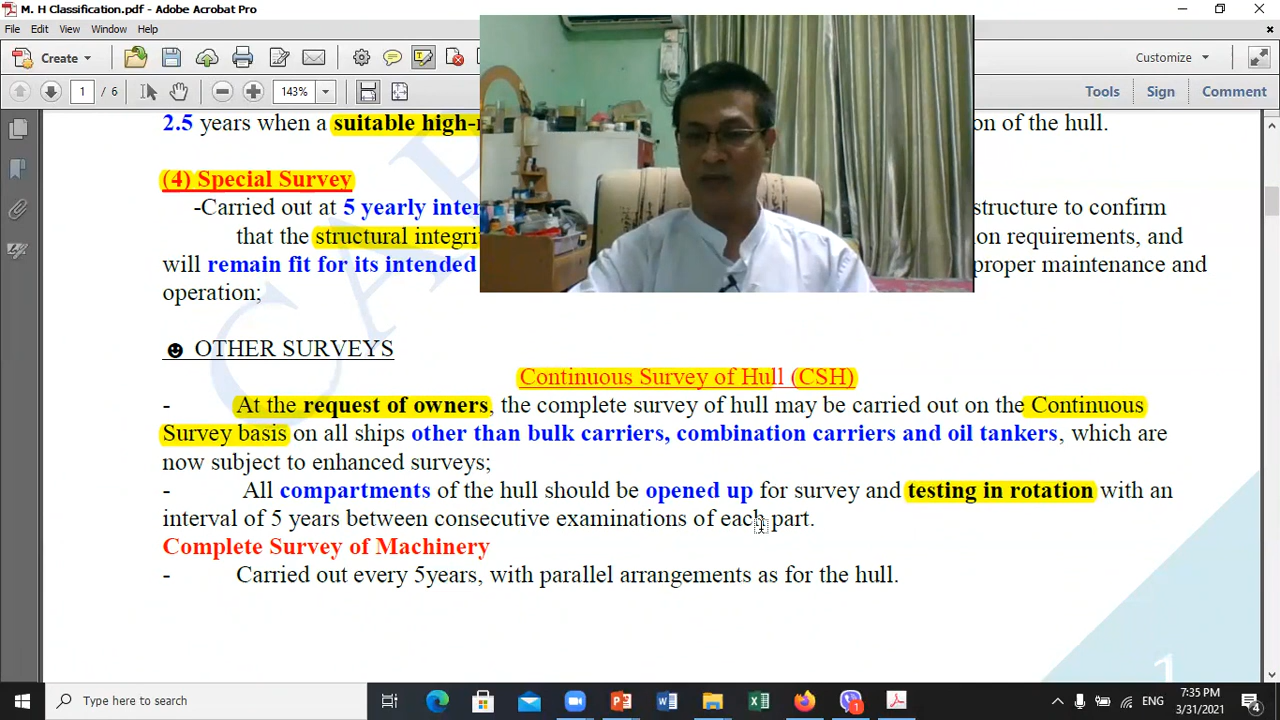 M. H Classification.pdf - Adobe Acrobat Pro
File Edit View Window Help
Create
Customize
1 / 6
143%
Tools Sign Comment
2.5 years when a suitable high- on of the hull.
(4) Special Survey
-Carried out at 5 yearly inter structure to confirm
that the structural integri on requirements, and
will remain fit for its intended proper maintenance and
operation;
☻ OTHER SURVEYS
Continuous Survey of Hull (CSH)
- At the request of owners, the complete survey of hull may be carried out on the Continuous
Survey basis on all ships other than bulk carriers, combination carriers and oil tankers, which are
now subject to enhanced surveys;
- All compartments of the hull should be opened up for survey and testing in rotation with an
interval of 5 years between consecutive examinations of each part.
Complete Survey of Machinery
- Carried out every 5years, with parallel arrangements as for the hull.
1
Type here to search
ENG
7:35 PM
3/31/2021
1
4